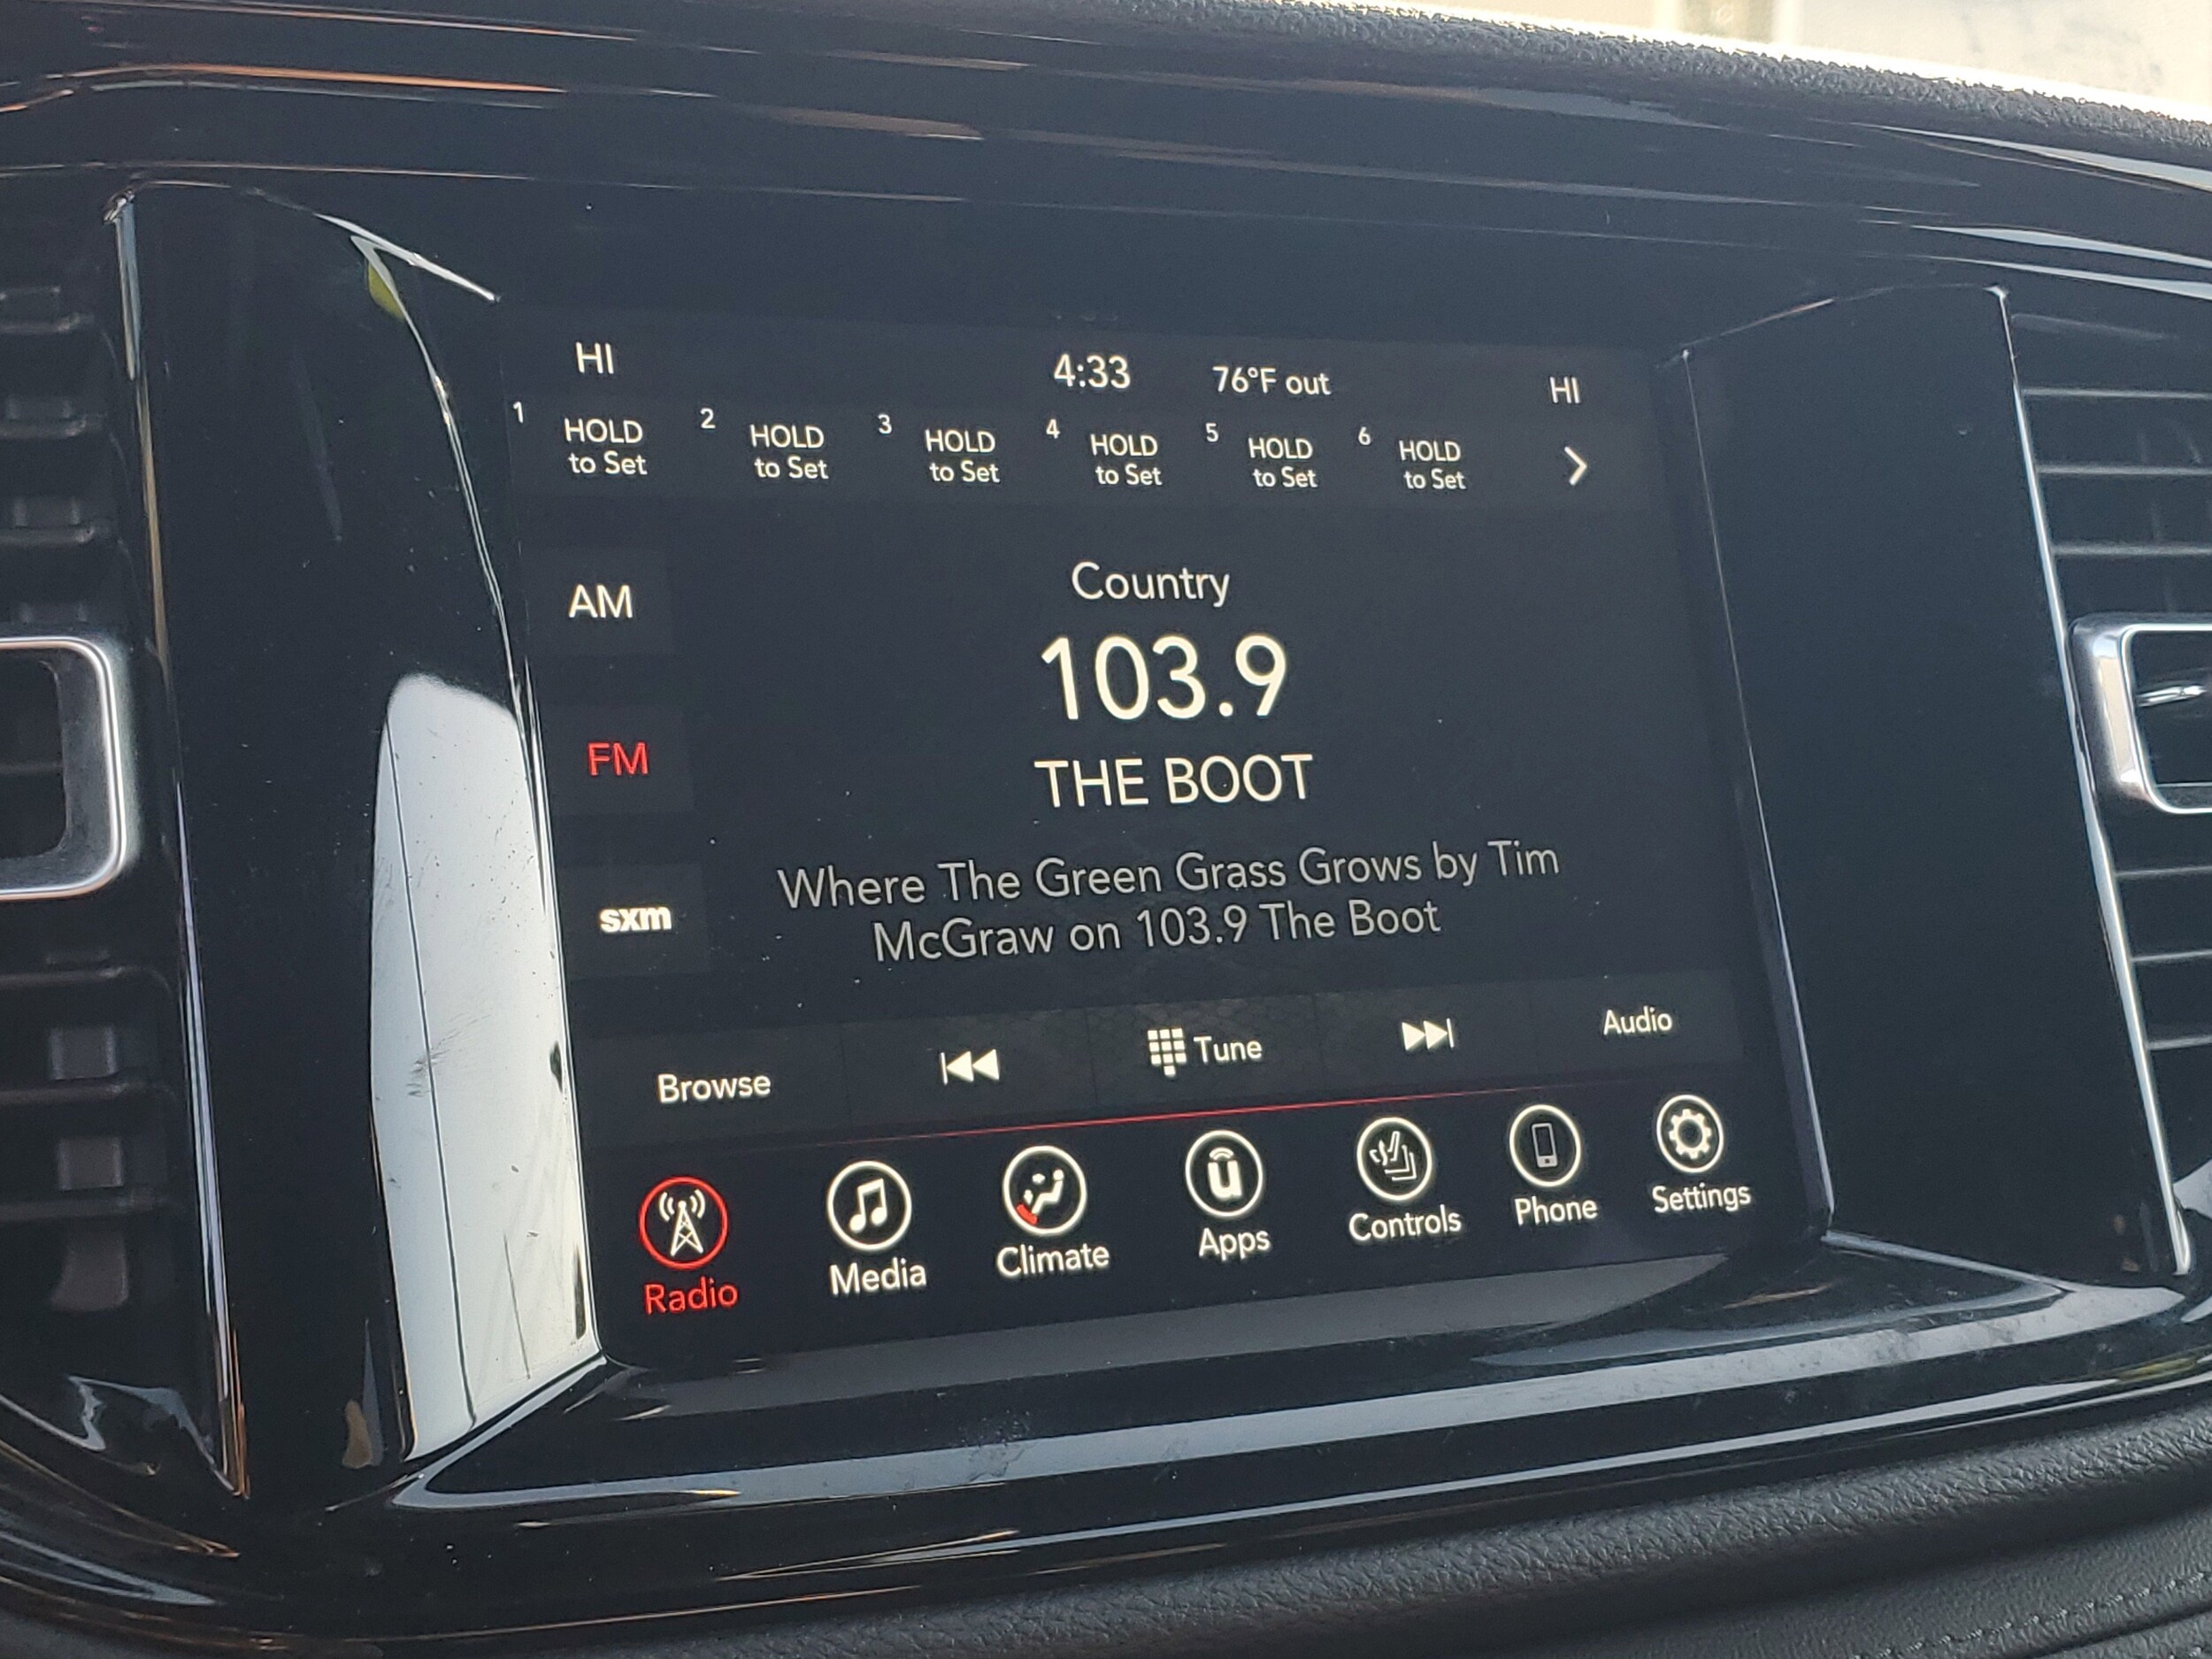 HI 4:33 76°F out HI
1 HOLD to Set
2 HOLD to Set
3 HOLD to Set
4 HOLD to Set
5 HOLD to Set
6 HOLD to Set
Country
AM
103.9
FM
THE BOOT
Where The Green Grass Grows by Tim
McGraw on 103.9 The Boot
sxm
Browse Tune Audio
Radio Media Climate Apps Controls Phone Settings